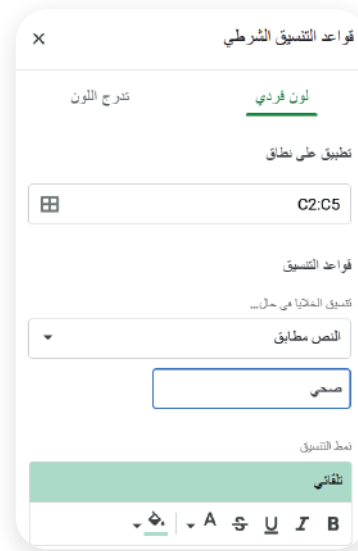 قواعد التنسيق الشرطي
لون فردي تدرج اللون
تطبيق على نطاق
C2:C5
قواعد التنسيق
تنسيق الخلايا في حال...
النص مطابق
صحي
نمط التنسيق
تلقائي
B I U S A